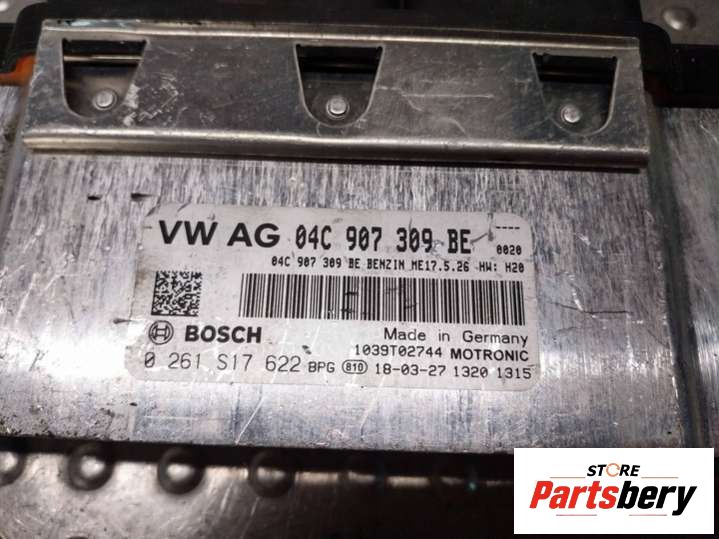 VW AG 04C 907 309 BE ----
0020
04C 907 309 BE BENZIN ME17.5.26 HW: H20
BOSCH
Made in Germany
1039T02744 MOTRONIC
0 261 S17 622 BPG 810 18-03-27 1320 1315
STORE
Partsbery